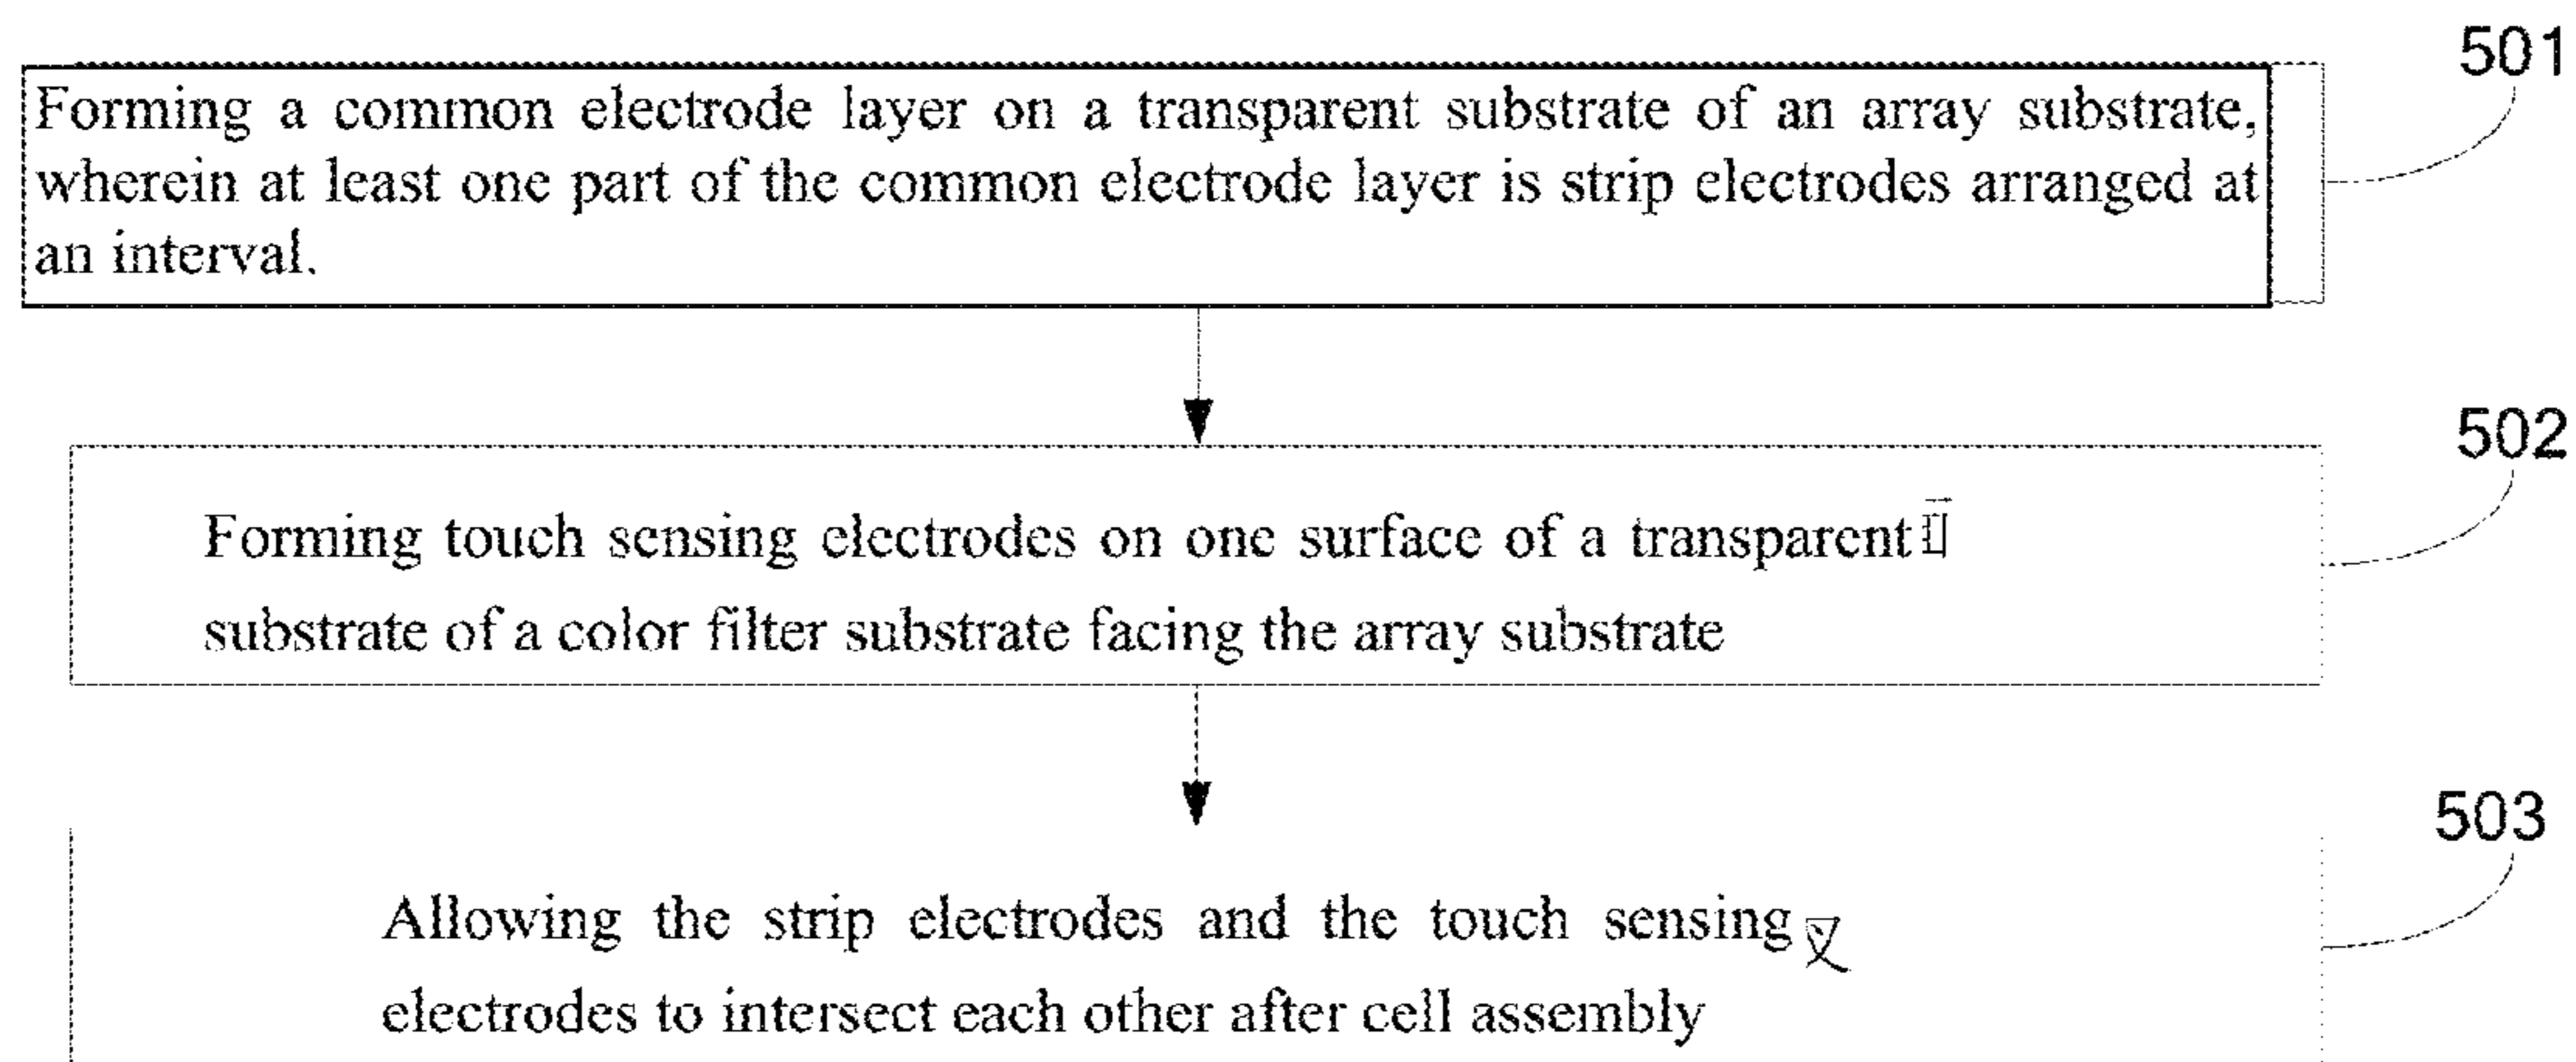 501
Forming a common electrode layer on a transparent substrate of an array substrate,
wherein at least one part of the common electrode layer is strip electrodes arranged at
an interval.
502
Forming touch sensing electrodes on one surface of a transparent
substrate of a color filter substrate facing the array substrate
503
Allowing the strip electrodes and the touch sensing
electrodes to intersect each other after cell assembly